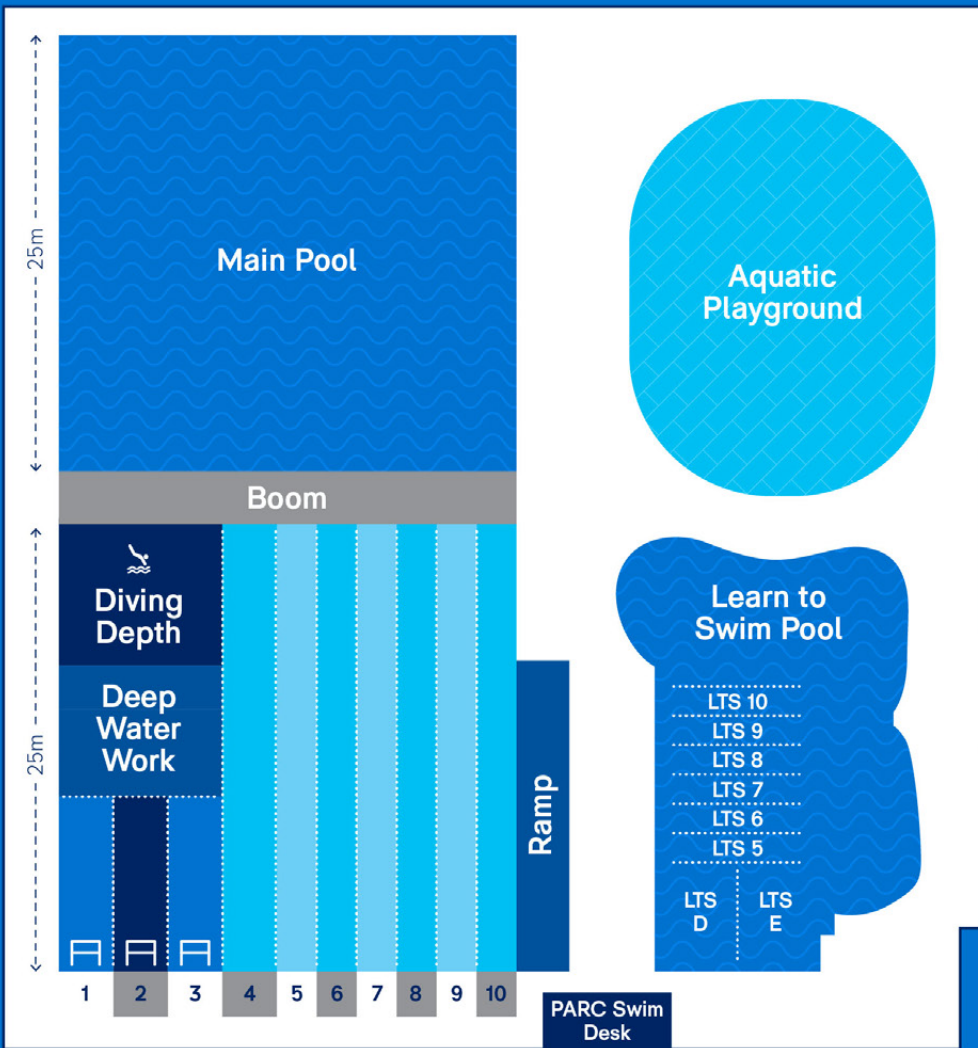 25m
Main Pool
Aquatic
Playground
Boom
25m
Diving
Depth
Deep
Water
Work
Ramp
Learn to
Swim Pool
LTS 10
LTS 9
LTS 8
LTS 7
LTS 6
LTS 5
LTS
D
LTS
E
1 2 3 4 5 6 7 8 9 10
PARC Swim
Desk